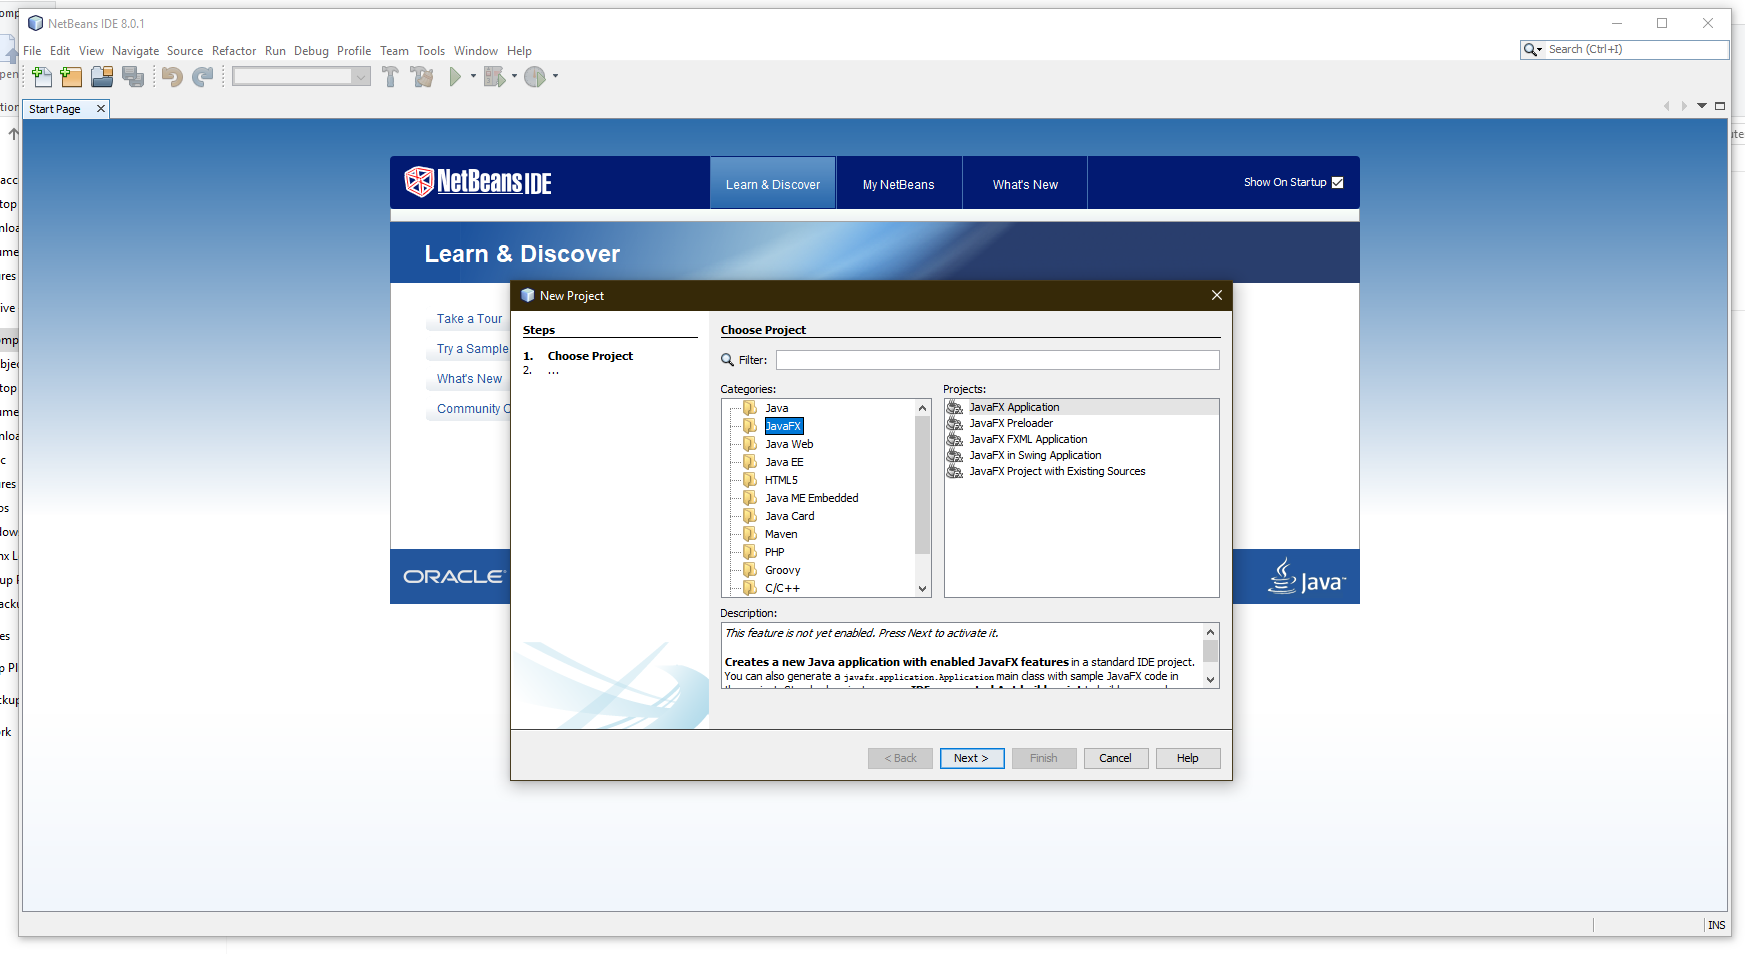 NetBeans IDE 8.0.1
File Edit View Navigate Source Refactor Run Debug Profile Team Tools Window Help
Search (Ctrl+I)
Start Page
NetBeans IDE
Learn & Discover
My NetBeans
What's New
Show On Startup
Learn & Discover
Take a Tour
Try a Sample
What's New
Community
ORACLE
Java
New Project
Steps
1. Choose Project
2. ...
Choose Project
Filter:
Categories:
Java
JavaFX
Java Web
Java EE
HTML5
Java ME Embedded
Java Card
Maven
PHP
Groovy
C/C++
Projects:
JavaFX Application
JavaFX Preloader
JavaFX FXML Application
JavaFX in Swing Application
JavaFX Project with Existing Sources
Description:
This feature is not yet enabled. Press Next to activate it.
Creates a new Java application with enabled JavaFX features in a standard IDE project.
You can also generate a javafx.application.Application main class with sample JavaFX code in
< Back
Next >
Finish
Cancel
Help
INS